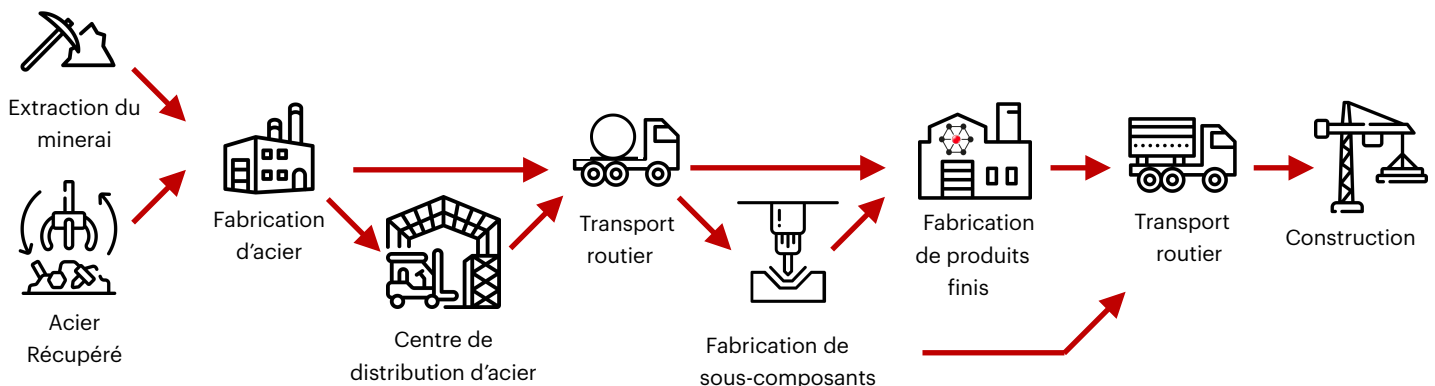 Extraction du
minerai
Acier
Récupéré
Fabrication
d’acier
Centre de
distribution d’acier
Transport
routier
Fabrication de
sous-composants
Fabrication
de produits
finis
Transport
routier
Construction